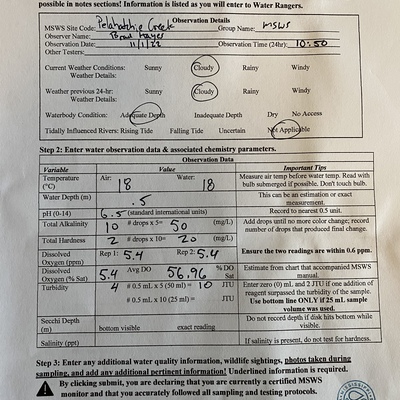 possible in notes sections! Information is listed as you will enter to Water Rangers.
Observation Details
MSWS Site Code: Pelahatchie Creek Group Name: MSWS
Observer Name: Brad Hayes
Observation Date: 11/1/22 Observation Time (24hr): 10:50
Other Testers:
Current Weather Conditions: Sunny Cloudy Rainy Windy
Weather Details:
Weather previous 24-hr: Sunny Cloudy Rainy Windy
Weather Details:
Waterbody Condition: Adequate Depth Inadequate Depth Dry No Access
Tidally Influenced Rivers: Rising Tide Falling Tide Uncertain Not Applicable
Step 2: Enter water observation data & associated chemistry parameters.
Observation Data
Variable Value Important Tips
Temperature (°C) Air: 18 Water: 18 Measure air temp before water temp. Read with bulb submerged if possible. Don't touch bulb.
Water Depth (m) .5 This can be an estimation or exact measurement.
pH (0-14) 6.5 (standard international units) Record to nearest 0.5 unit.
Total Alkalinity 10 # drops x 5= 50 (mg/L) Add drops until no more color change; record number of drops that produced final change.
Total Hardness 2 # drops x 10= 20 (mg/L)
Dissolved Oxygen (ppm) Rep 1: 5.4 Rep 2: 5.4 Ensure the two readings are within 0.6 ppm.
Dissolved Oxygen (% Sat) 5.4 Avg DO 56.96 % DO Sat Estimate from chart that accompanied MSWS manual.
Turbidity 4 # 0.5 mL x 5 (50 ml) = 10 JTU Enter zero (0) mL and 2 JTU if one addition of reagent surpassed the turbidity of the sample.
# 0.5 mL x 10 (25 ml) = JTU Use bottom line ONLY if 25 mL sample volume was used.
Secchi Depth (m) bottom visible exact reading Do not record depth if disk hits bottom while visible.
Salinity (ppt) If salinity is present, do not test for hardness.
Step 3: Enter any additional water quality information, wildlife sightings, photos taken during
sampling, and add any additional pertinent information! Underlined information is required.
By clicking submit, you are declaring that you are currently a certified MSWS
monitor and that you accurately followed all sampling and testing protocols.